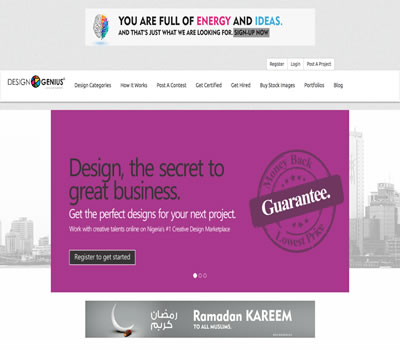 YOU ARE FULL OF ENERGY AND IDEAS.
AND THAT'S JUST WHAT WE ARE LOOKING FOR. SIGN-UP NOW
Register Login Post A Project
DESIGN GENIUS
Design Categories How It Works Post A Contest Get Certified Get Hired Buy Stock Images Portfolios Blog
Design, the secret to
great business.
Get the perfect designs for your next project.
Work with creative talents online on Nigeria's #1 Creative Design Marketplace
Register to get started
Money Back
Guarantee.
Lowest Price
رمضان
كريم
Ramadan KAREEM
TO ALL MUSLIMS.